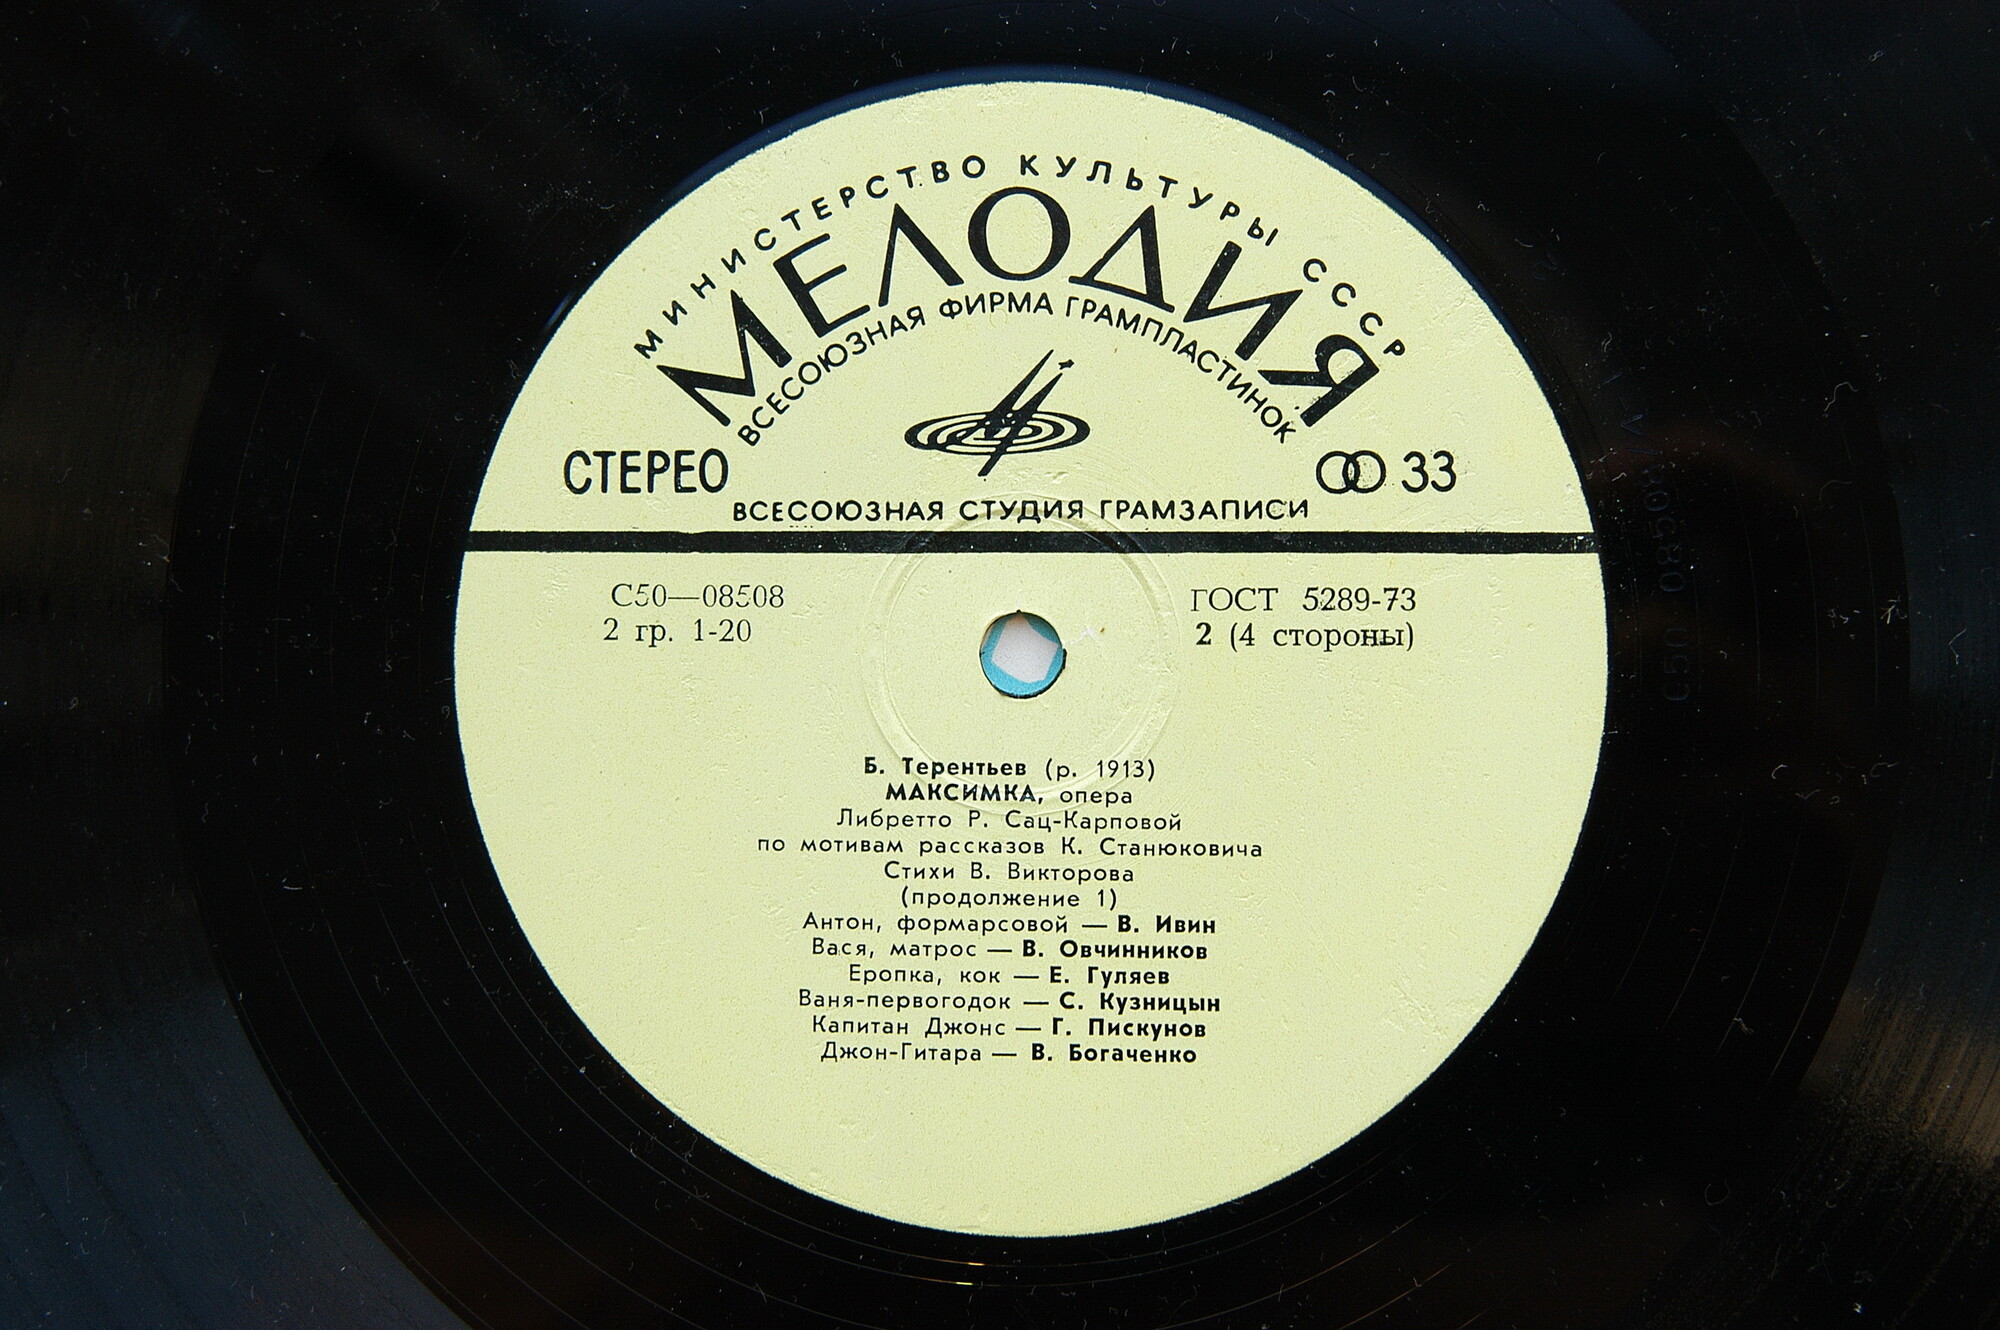 МИНИСТЕРСТВО КУЛЬТУРЫ СССР
МЕЛОДИЯ
ВСЕСОЮЗНАЯ ФИРМА ГРАМПЛАСТИНОК
СТЕРЕО
33
ВСЕСОЮЗНАЯ СТУДИЯ ГРАМЗАПИСИ
С50—08508
ГОСТ 5289-73
2 гр. 1-20
2 (4 стороны)
Б. Терентьев (р. 1913)
МАКСИМКА, опера
Либретто Р. Сац-Карповой
по мотивам рассказов К. Станюковича
Стихи В. Викторова
(продолжение 1)
Антон, формарсовой — В. Ивин
Вася, матрос — В. Овчинников
Еропка, кок — Е. Гуляев
Ваня-первогодок — С. Кузницын
Капитан Джонс — Г. Пискунов
Джон-Гитара — В. Богаченко